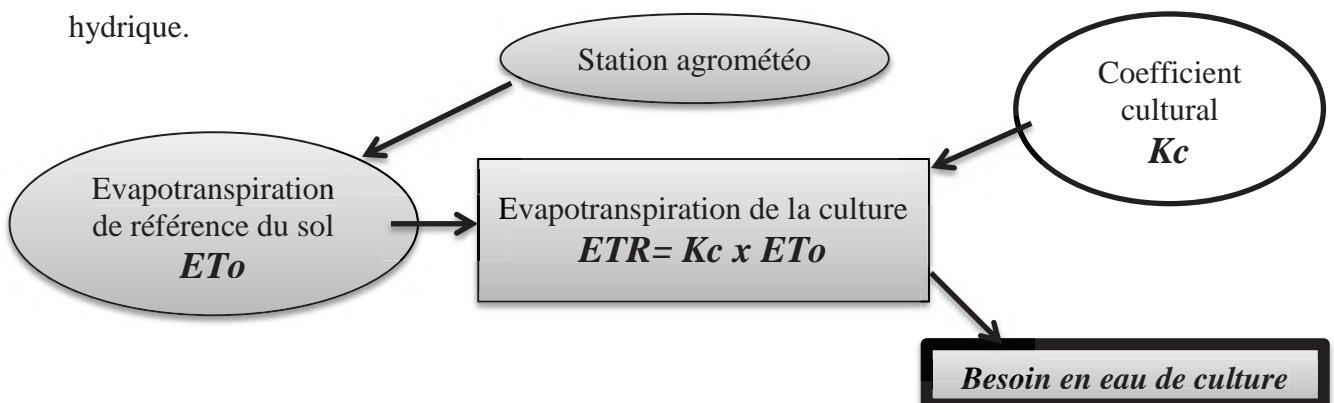 hydrique.
Station agrométéo
Coefficient
cultural
Kc
Evapotranspiration
de référence du sol
ETo
Evapotranspiration de la culture
ETR= Kc x ETo
Besoin en eau de culture